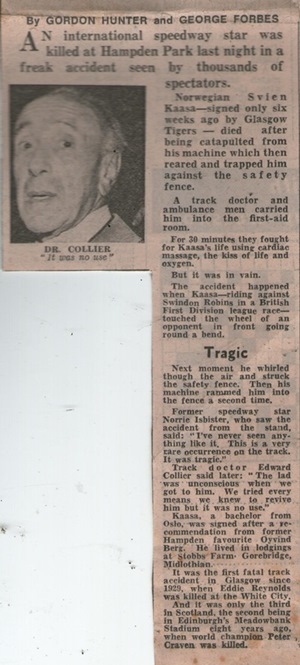 By GORDON HUNTER and GEORGE FORBES
AN international speedway star was
killed at Hampden Park last night in a
freak accident seen by thousands of
spectators.
Norwegian Svien
Kaasa—signed only six
weeks ago by Glasgow
Tigers — died after
being catapulted from
his machine which then
reared and trapped him
against the safety
fence.
A track doctor and
ambulance men carried
him into the first-aid
room.
DR. COLLIER
"It was no use"
For 30 minutes they fought
for Kaasa's life using cardiac
massage, the kiss of life and
oxygen.
But it was in vain.
The accident happened
when Kaasa—riding against
Swindon Robins in a British
First Division league race—
touched the wheel of an
opponent in front going
round a bend.
Tragic
Next moment he whirled
though the air and struck
the safety fence. Then his
machine rammed him into
the fence a second time.
Former speedway star
Norrie Isbister, who saw the
accident from the stand,
said: "I've never seen any-
thing like it. This is a very
rare occurrence on the track.
It was tragic."
Track doctor Edward
Collier said later: "The lad
was unconscious when we
got to him. We tried every
means we knew to revive
him but it was no use."
Kaasa, a bachelor from
Oslo, was signed after a re-
commendation from former
Hampden favourite Oyvind
Berg. He lived in lodgings
at Stobbs Farm, Gorebridge,
Midlothian.
It was the first fatal track
accident in Glasgow since
1928, when Eddie Reynolds
was killed at the White City.
And it was only the third
in Scotland, the second being
in Edinburgh's Meadowbank
Stadium eight years ago,
when world champion Peter
Craven was killed.